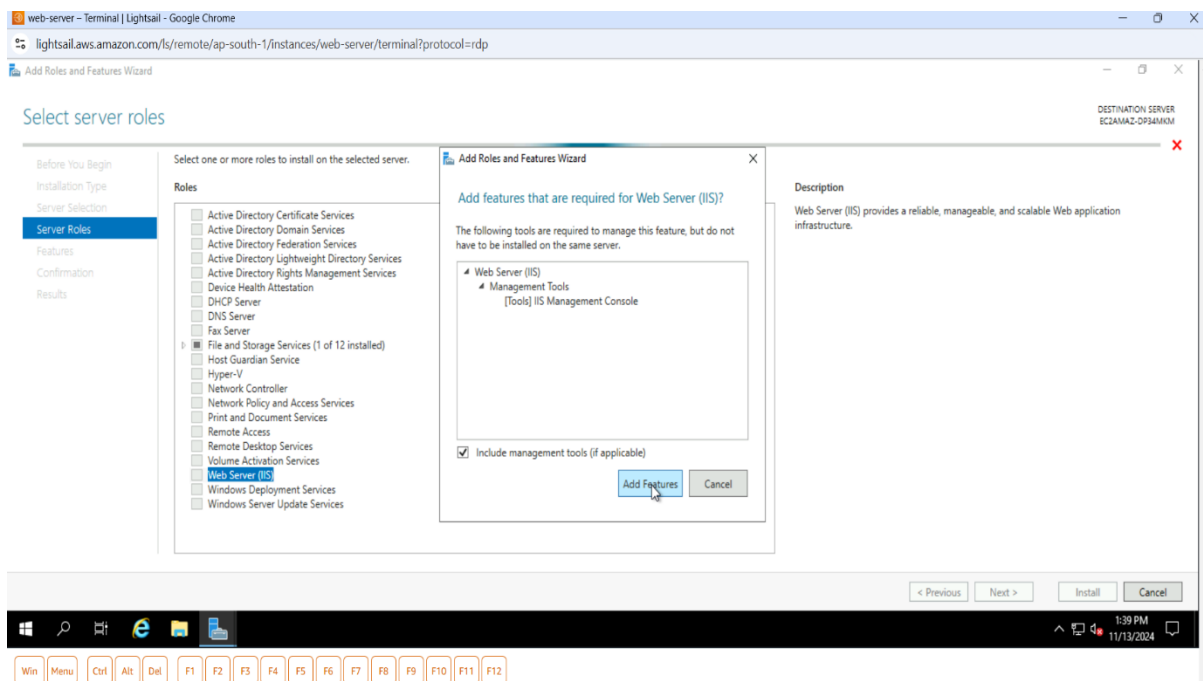 web-server – Terminal | Lightsail - Google Chrome
lightsail.aws.amazon.com/ls/remote/ap-south-1/instances/web-server/terminal?protocol=rdp
Add Roles and Features Wizard
Select server roles
DESTINATION SERVER
EC2AMAZ-DP34MKM
Before You Begin
Installation Type
Server Selection
Server Roles
Features
Confirmation
Results
Select one or more roles to install on the selected server.
Roles
Active Directory Certificate Services
Active Directory Domain Services
Active Directory Federation Services
Active Directory Lightweight Directory Services
Active Directory Rights Management Services
Device Health Attestation
DHCP Server
DNS Server
Fax Server
File and Storage Services (1 of 12 installed)
Host Guardian Service
Hyper-V
Network Controller
Network Policy and Access Services
Print and Document Services
Remote Access
Remote Desktop Services
Volume Activation Services
Web Server (IIS)
Windows Deployment Services
Windows Server Update Services
Add Roles and Features Wizard
Add features that are required for Web Server (IIS)?
The following tools are required to manage this feature, but do not
have to be installed on the same server.
Web Server (IIS)
Management Tools
[Tools] IIS Management Console
Include management tools (if applicable)
Add Features
Cancel
Description
Web Server (IIS) provides a reliable, manageable, and scalable Web application
infrastructure.
< Previous
Next >
Install
Cancel
1:39 PM
11/13/2024
Win
Menu
Ctrl
Alt
Del
F1
F2
F3
F4
F5
F6
F7
F8
F9
F10
F11
F12